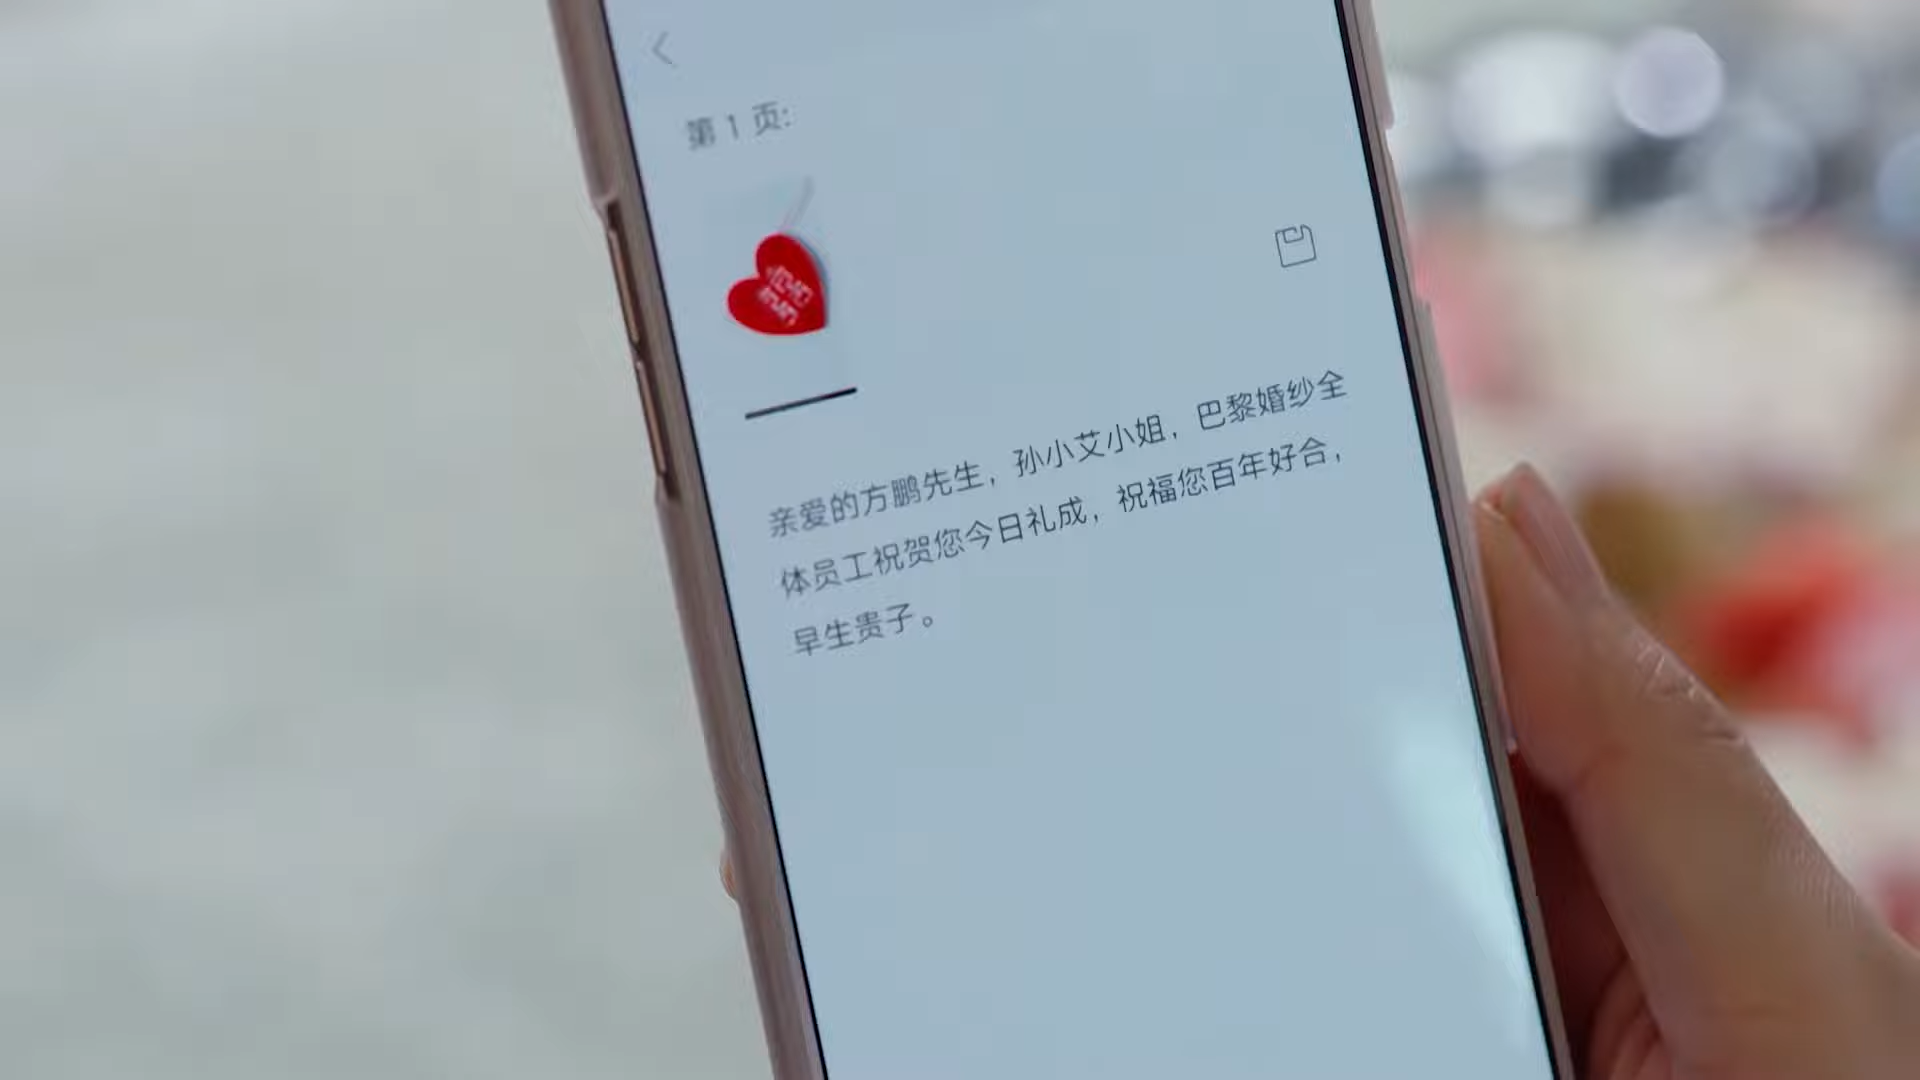 第 1 页:
亲爱的方鹏先生，孙小艾小姐，巴黎婚纱全
体员工祝贺您今日礼成，祝福您百年好合，
早生贵子。